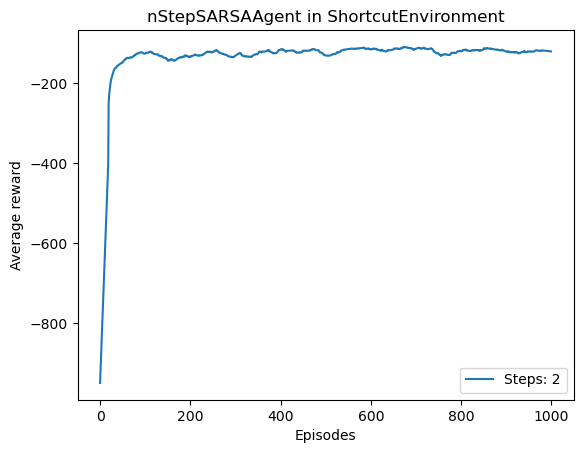 nStepSARSAAgent in ShortcutEnvironment
Average reward
−200
−400
−600
−800
0
200
400
600
800
1000
Episodes
Steps: 2